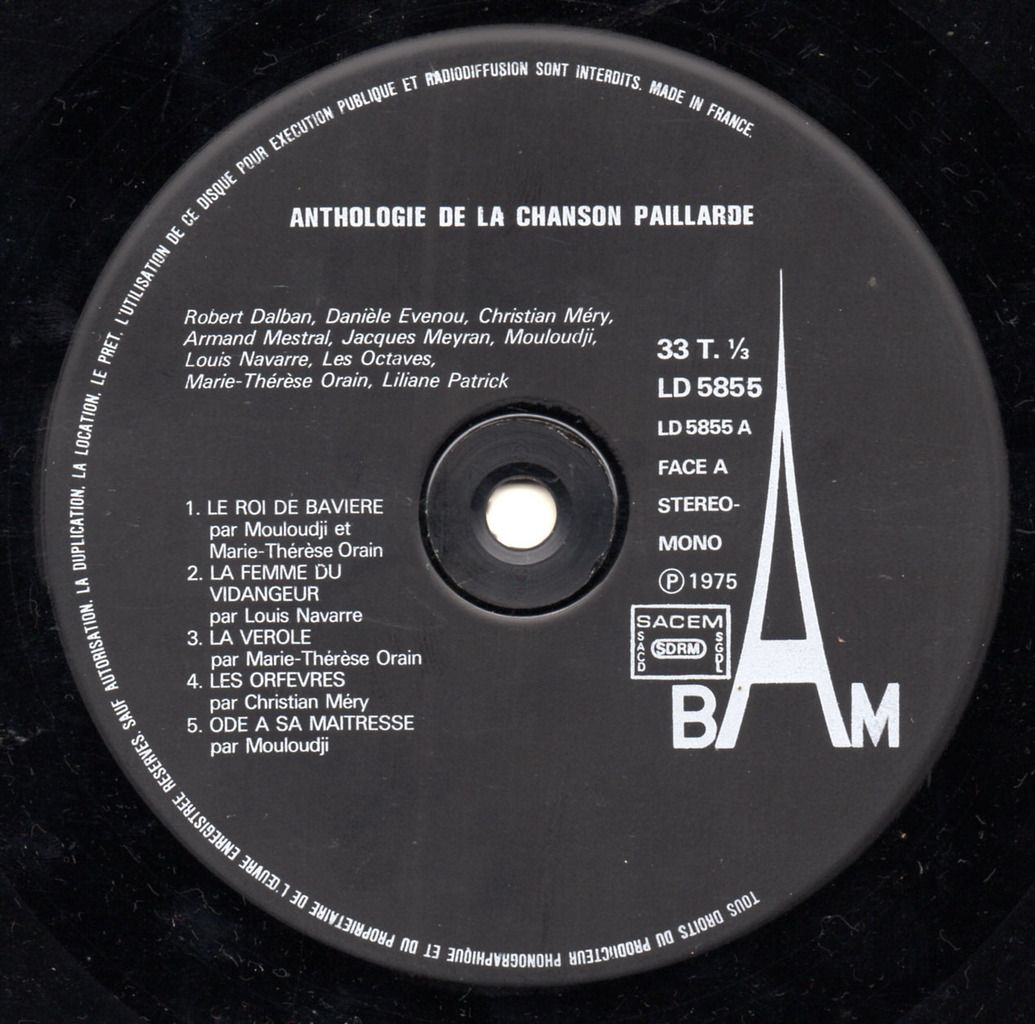 TOUS DROITS DU PRODUCTEUR PHONOGRAPHIQUE ET DU PROPRIETAIRE DE L'ŒUVRE ENREGISTREE RESERVES. SAUF AUTORISATION. LA DUPLICATION. LA LOCATION. LE PRET. L'UTILISATION DE CE DISQUE POUR EXECUTION PUBLIQUE ET RADIODIFFUSION SONT INTERDITS. MADE IN FRANCE.
ANTHOLOGIE DE LA CHANSON PAILLARDE
Robert Dalban, Danièle Evenou, Christian Méry,
Armand Mestral, Jacques Meyran, Mouloudji,
Louis Navarre, Les Octaves,
Marie-Thérèse Orain, Liliane Patrick
33 T. ⅓
LD 5855
LD 5855 A
FACE A
STEREO-
MONO
Ⓟ 1975
SACEM
SACD
SDRM
SGDL
BAM
1. LE ROI DE BAVIERE
par Mouloudji et
Marie-Thérèse Orain
2. LA FEMME DU
VIDANGEUR
par Louis Navarre
3. LA VEROLE
par Marie-Thérèse Orain
4. LES ORFEVRES
par Christian Méry
5. ODE A SA MAITRESSE
par Mouloudji